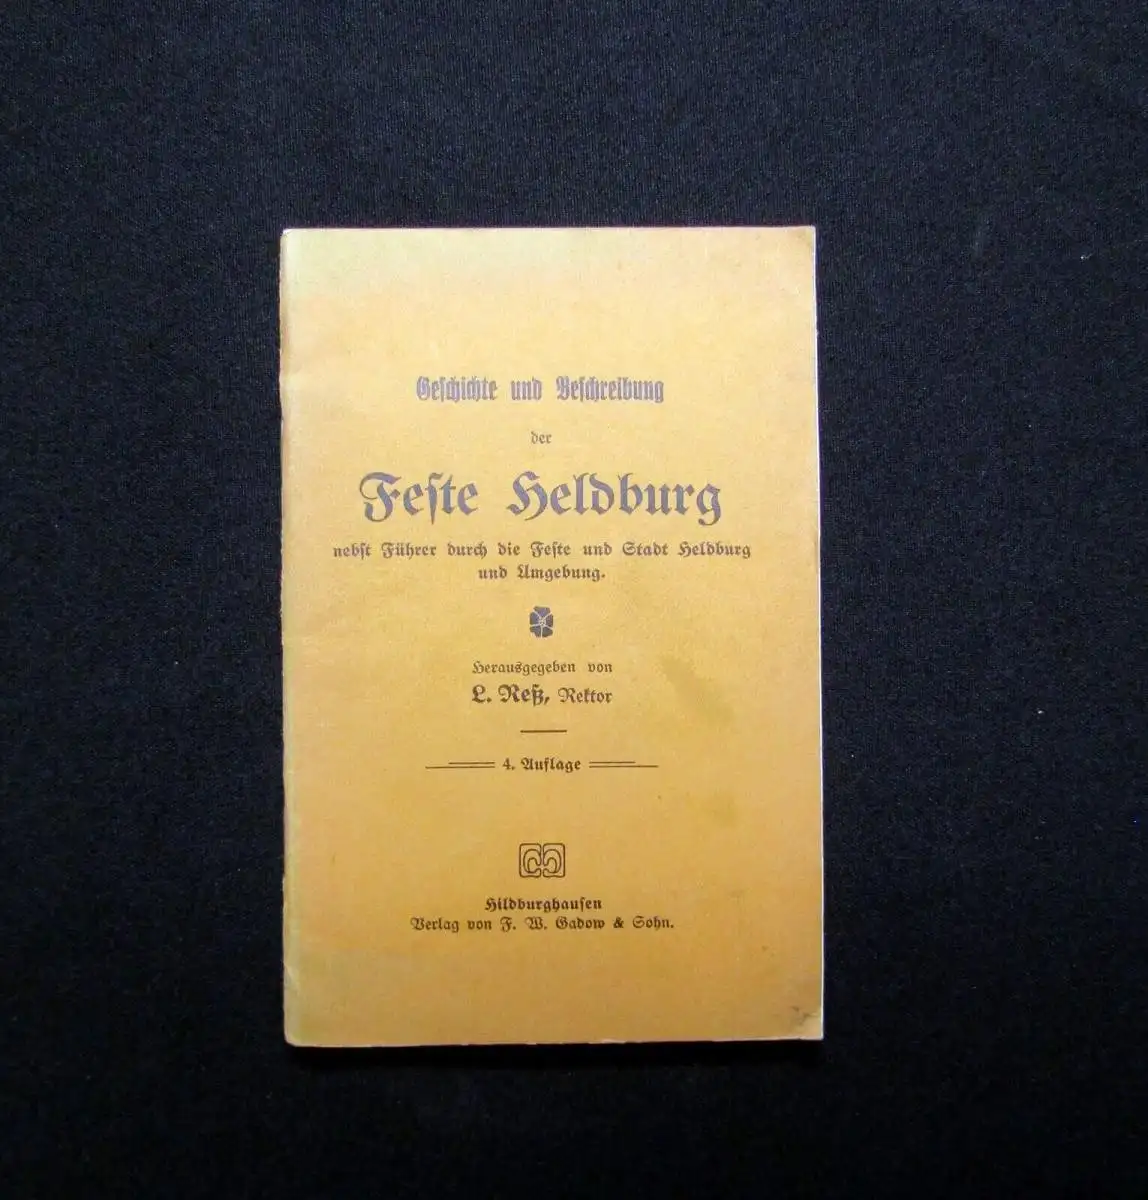 Geschichte und Beschreibung
der
Feste Heldburg
nebst Führer durch die Feste und Stadt Heldburg
und Umgebung.
Herausgegeben von
L. Reß, Rektor
4. Auflage
Hildburghausen
Verlag von F. W. Gadow & Sohn.